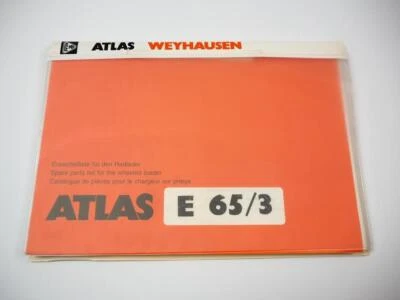 ATLAS WEYHAUSEN
Ersatzteilliste für den Radlader
Spare parts list for the wheeled loader
Catalogue de pièces pour le chargeur sur pneus
ATLAS E 65/3